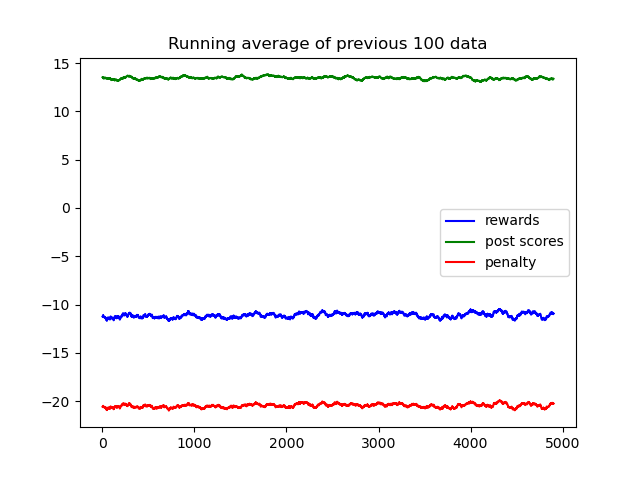 Running average of previous 100 data
15
10
5
0
−5
−10
−15
−20
rewards
post scores
penalty
0 1000 2000 3000 4000 5000